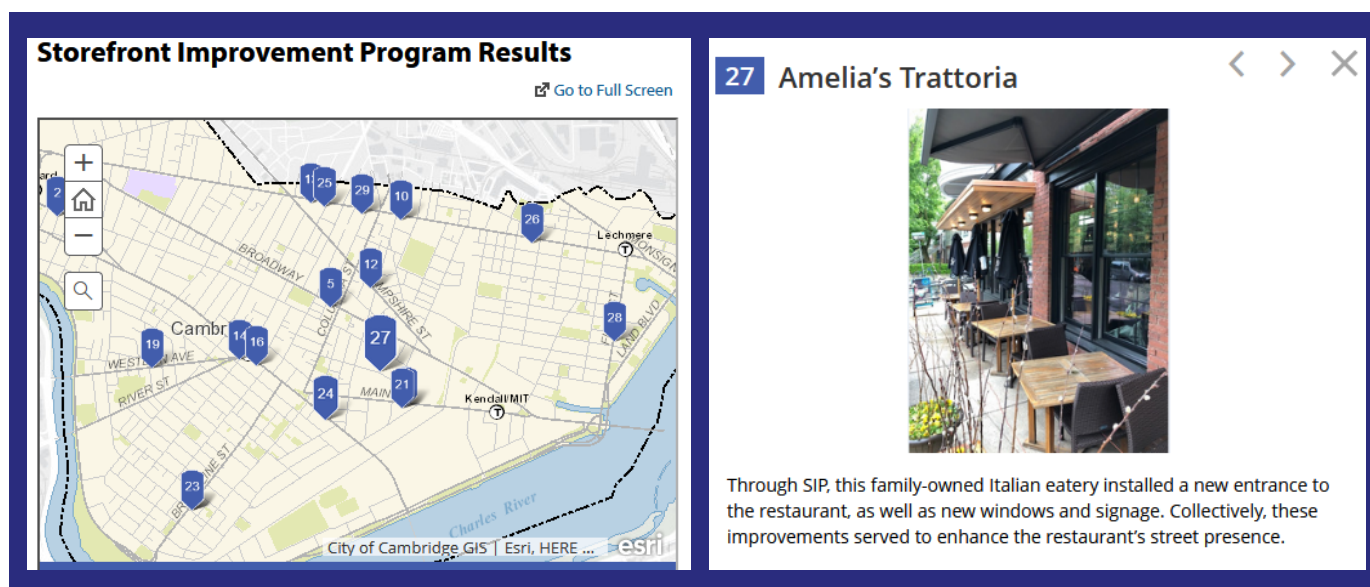 Storefront Improvement Program Results
Go to Full Screen
+
−
2
25
29
10
26
Lechmere
T
BROADWAY
12
5
27
28
LAND BLVD
Cambr
14
16
19
WESTERN AVE
RIVER ST
24
MAIN
21
Kendall/MIT
T
23
Charles River
City of Cambridge GIS | Esri, HERE ...
esri
27 Amelia's Trattoria
Through SIP, this family-owned Italian eatery installed a new entrance to
the restaurant, as well as new windows and signage. Collectively, these
improvements served to enhance the restaurant's street presence.